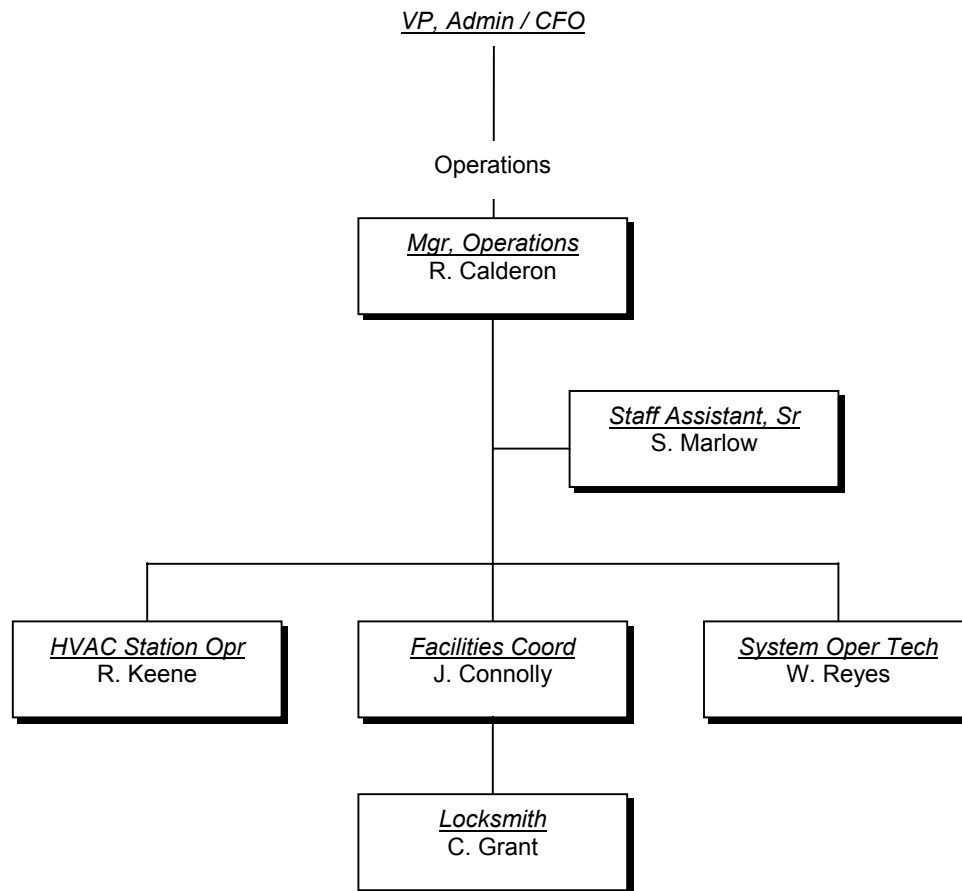 VP, Admin / CFO
Operations
Mgr, Operations
R. Calderon
Staff Assistant, Sr
S. Marlow
HVAC Station Opr
R. Keene
Facilities Coord
J. Connolly
System Oper Tech
W. Reyes
Locksmith
C. Grant